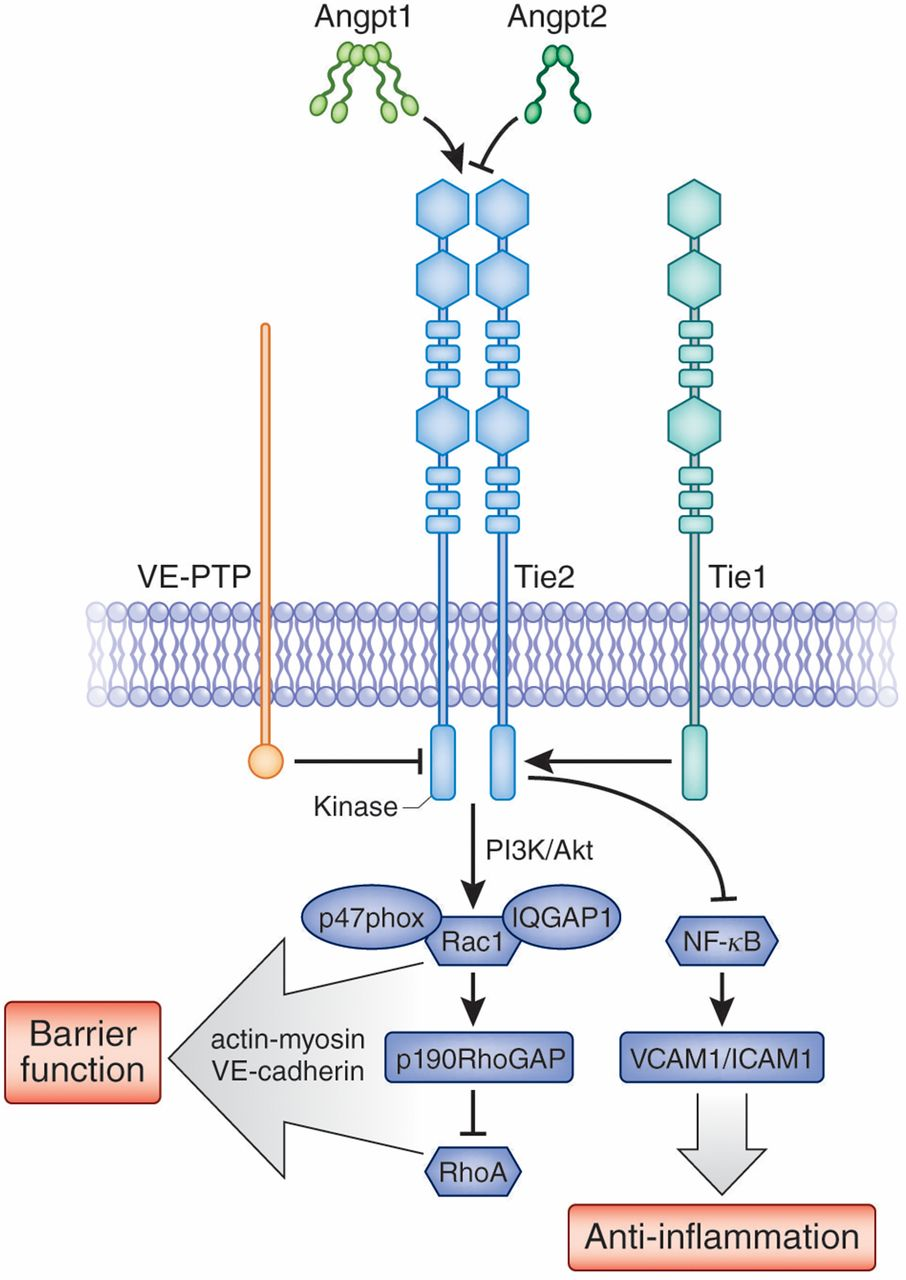 Angpt1
Angpt2
VE-PTP
Tie2
Tie1
Kinase
PI3K/Akt
p47phox
IQGAP1
Rac1
NF-κB
Barrier
function
actin-myosin
VE-cadherin
p190RhoGAP
VCAM1/ICAM1
RhoA
Anti-inflammation